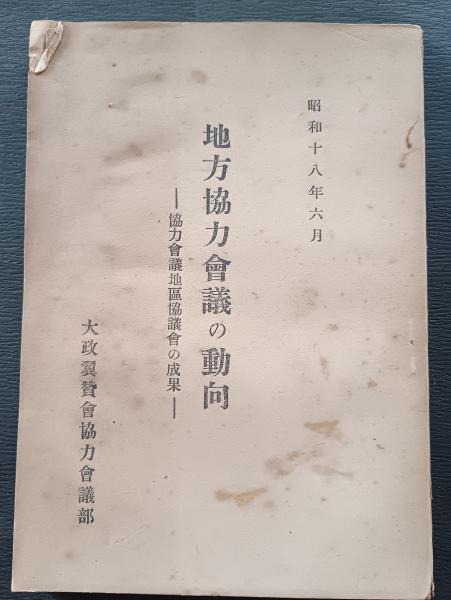 昭和十八年六月
地方協力會議の動向
―協力會議地區協議會の成果―
大政翼贊會協力會議部